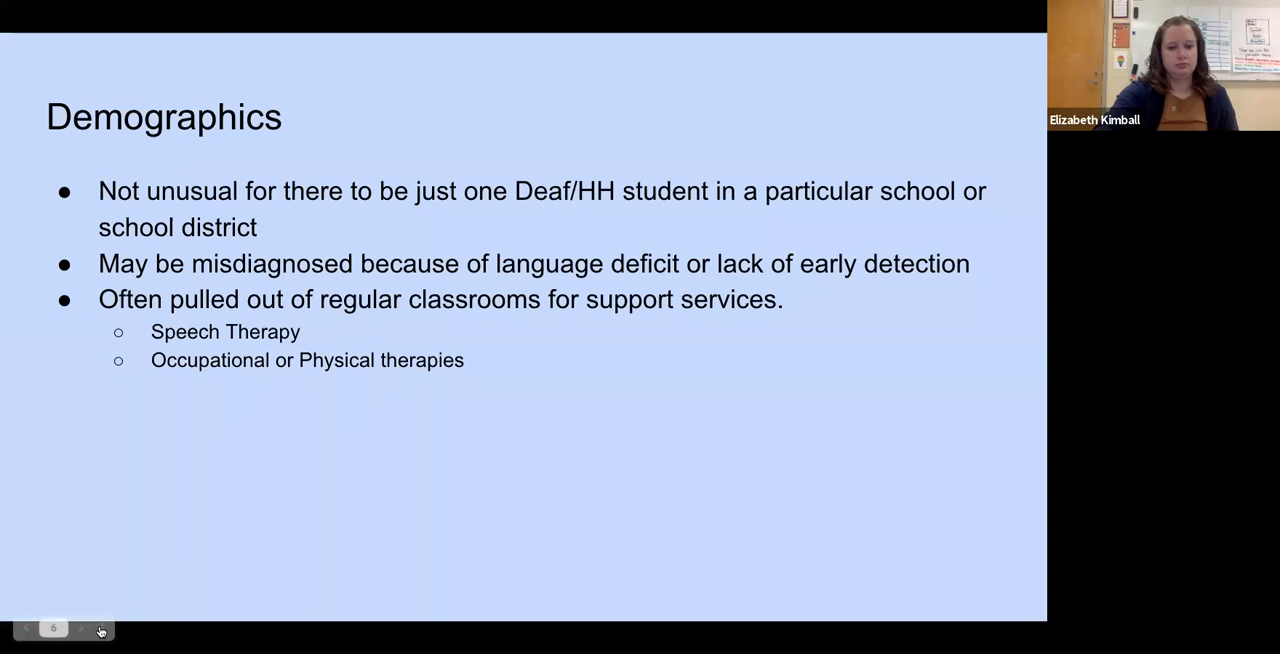 Demographics
● Not unusual for there to be just one Deaf/HH student in a particular school or
school district
● May be misdiagnosed because of language deficit or lack of early detection
● Often pulled out of regular classrooms for support services.
○ Speech Therapy
○ Occupational or Physical therapies
Elizabeth Kimball
6